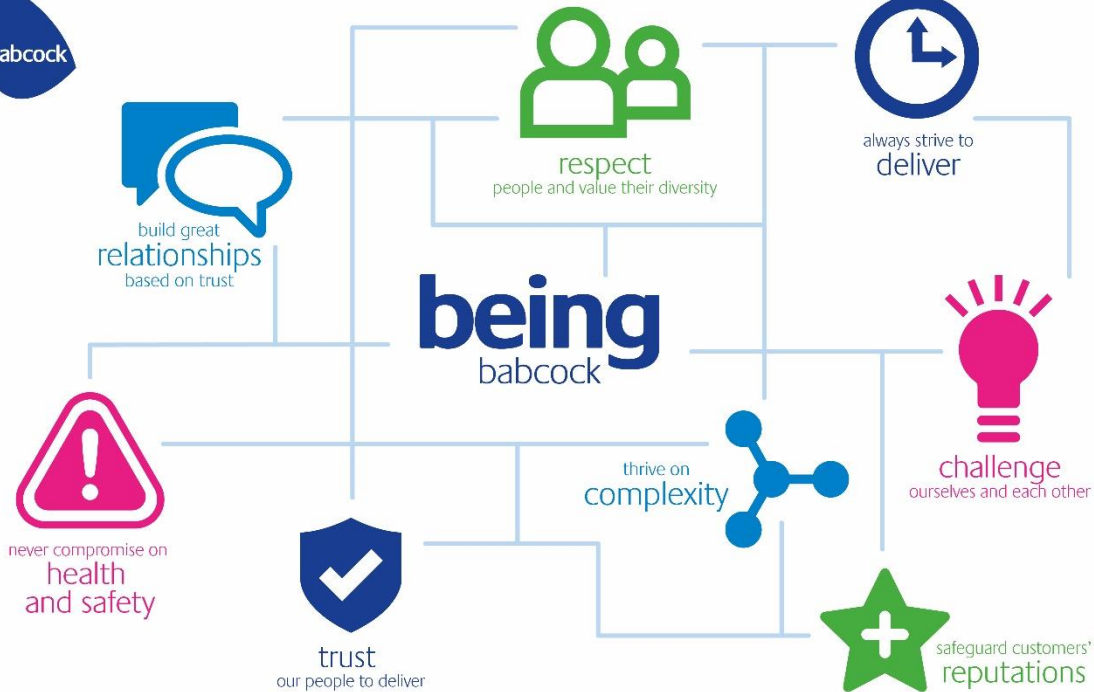 abcock
build great
relationships
based on trust
respect
people and value their diversity
always strive to
deliver
being
babcock
never compromise on
health
and safety
trust
our people to deliver
thrive on
complexity
challenge
ourselves and each other
safeguard customers'
reputations